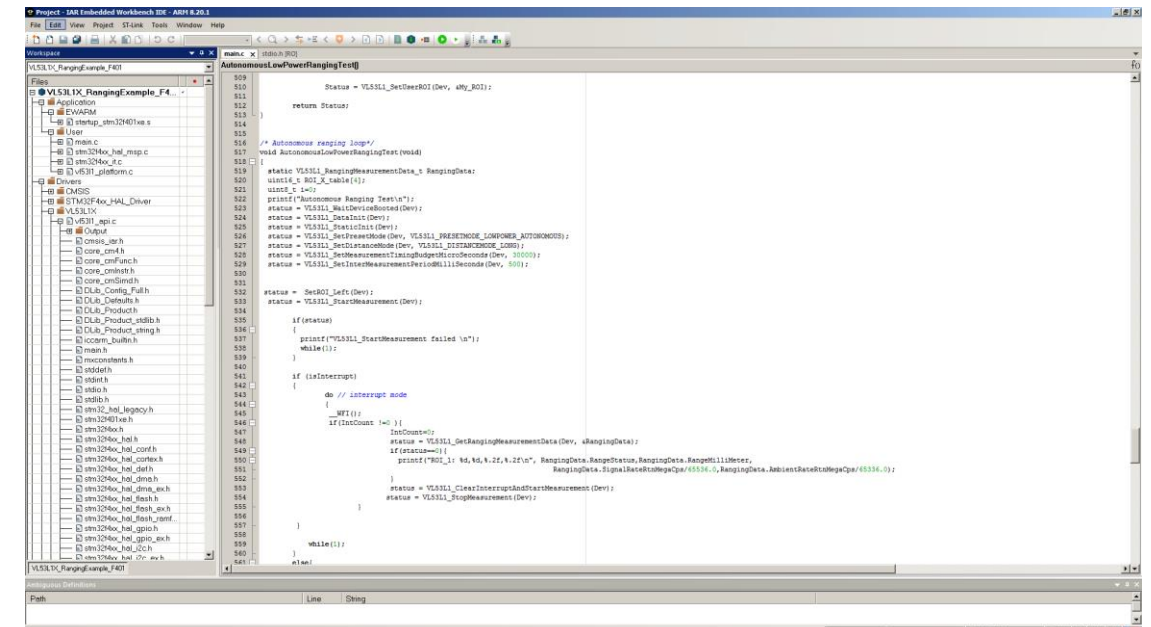 Project - IAR Embedded Workbench IDE - ARM 8.20.1
File Edit View Project ST-Link Tools Window Help
Workspace
main.c x stdio.h [RO]
VL53L1X_RangingExample_F401
AutonomousLowPowerRangingTest()
Files
VL53L1X_RangingExample_F4...
Application
EWARM
startup_stm32f401xe.s
User
main.c
stm32f4xx_hal_msp.c
stm32f4xx_it.c
vl53l1_platform.c
Drivers
CMSIS
STM32F4xx_HAL_Driver
VL53L1X
vl53l1_api.c
Output
cmsis_iar.h
core_cm4.h
core_cmFunc.h
core_cmInstr.h
core_cmSimd.h
DLib_Config_Full.h
DLib_Defaults.h
DLib_Product.h
DLib_Product_stdlib.h
DLib_Product_string.h
iccarm_builtin.h
main.h
mxconstants.h
stddef.h
stdint.h
stdio.h
stdlib.h
stm32_hal_legacy.h
stm32f401xe.h
stm32f4xx.h
stm32f4xx_hal.h
stm32f4xx_hal_conf.h
stm32f4xx_hal_cortex.h
stm32f4xx_hal_def.h
stm32f4xx_hal_dma.h
stm32f4xx_hal_dma_ex.h
stm32f4xx_hal_flash.h
stm32f4xx_hal_flash_ex.h
stm32f4xx_hal_flash_ramf...
stm32f4xx_hal_gpio.h
stm32f4xx_hal_gpio_ex.h
stm32f4xx_hal_i2c.h
stm32f4xx_hal_i2c_ex.h
VL53L1X_RangingExample_F401
509
510 Status = VL53L1_SetUserROI(Dev, &My_ROI);
511
512 return Status;
513 }
514
515
516 /* Autonomous ranging loop*/
517 void AutonomousLowPowerRangingTest(void)
518 {
519 static VL53L1_RangingMeasurementData_t RangingData;
520 uint16_t ROI_X_table[4];
521 uint8_t i=0;
522 printf("Autonomous Ranging Test\n");
523 status = VL53L1_WaitDeviceBooted(Dev);
524 status = VL53L1_DataInit(Dev);
525 status = VL53L1_StaticInit(Dev);
526 status = VL53L1_SetPresetMode(Dev, VL53L1_PRESETMODE_LOWPOWER_AUTONOMOUS);
527 status = VL53L1_SetDistanceMode(Dev, VL53L1_DISTANCEMODE_LONG);
528 status = VL53L1_SetMeasurementTimingBudgetMicroSeconds(Dev, 30000);
529 status = VL53L1_SetInterMeasurementPeriodMilliSeconds(Dev, 500);
530
531
532 status = SetROI_Left(Dev);
533 status = VL53L1_StartMeasurement(Dev);
534
535 if(status)
536 {
537 printf("VL53L1_StartMeasurement failed \n");
538 while(1);
539 }
540
541 if (isInterrupt)
542 {
543 do // interrupt mode
544 {
545 __WFI();
546 if(IntCount !=0 ){
547 IntCount=0;
548 status = VL53L1_GetRangingMeasurementData(Dev, &RangingData);
549 if(status==0){
550 printf("ROI_1: %d,%d,%.2f,%.2f\n", RangingData.RangeStatus,RangingData.RangeMilliMeter,
551 RangingData.SignalRateRtnMegaCps/65536.0,RangingData.AmbientRateRtnMegaCps/65336.0);
552 }
553 status = VL53L1_ClearInterruptAndStartMeasurement(Dev);
554 status = VL53L1_StopMeasurement(Dev);
555 }
556
557 }
558
559 while(1);
560 }
561 else{
Ambiguous Definitions
Path Line String